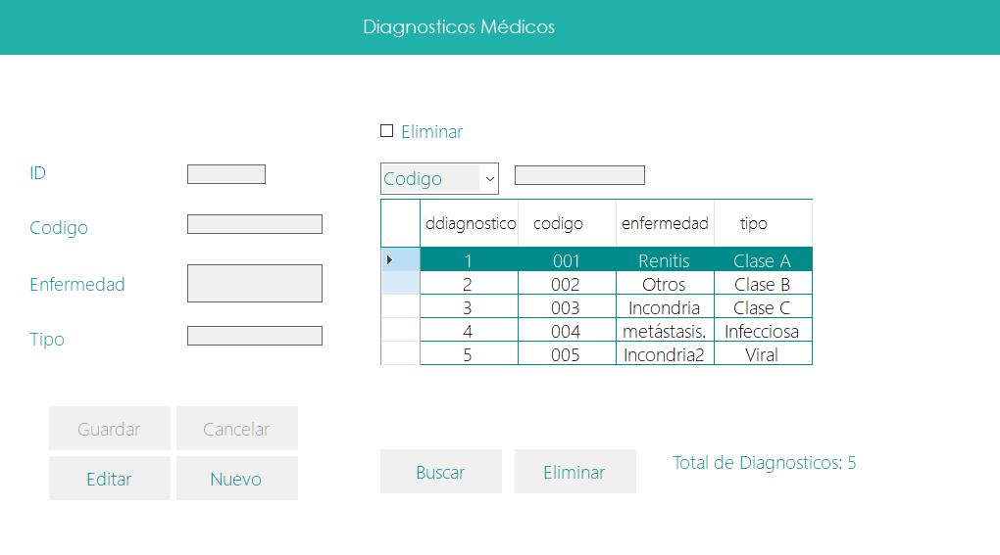 Diagnosticos Médicos
Eliminar
ID
Codigo
Enfermedad
Tipo
Codigo
ddiagnostico codigo enfermedad tipo
1 001 Renitis Clase A
2 002 Otros Clase B
3 003 Incondria Clase C
4 004 metástasis. Infecciosa
5 005 Incondria2 Viral
Guardar Cancelar
Editar Nuevo
Buscar Eliminar
Total de Diagnosticos: 5